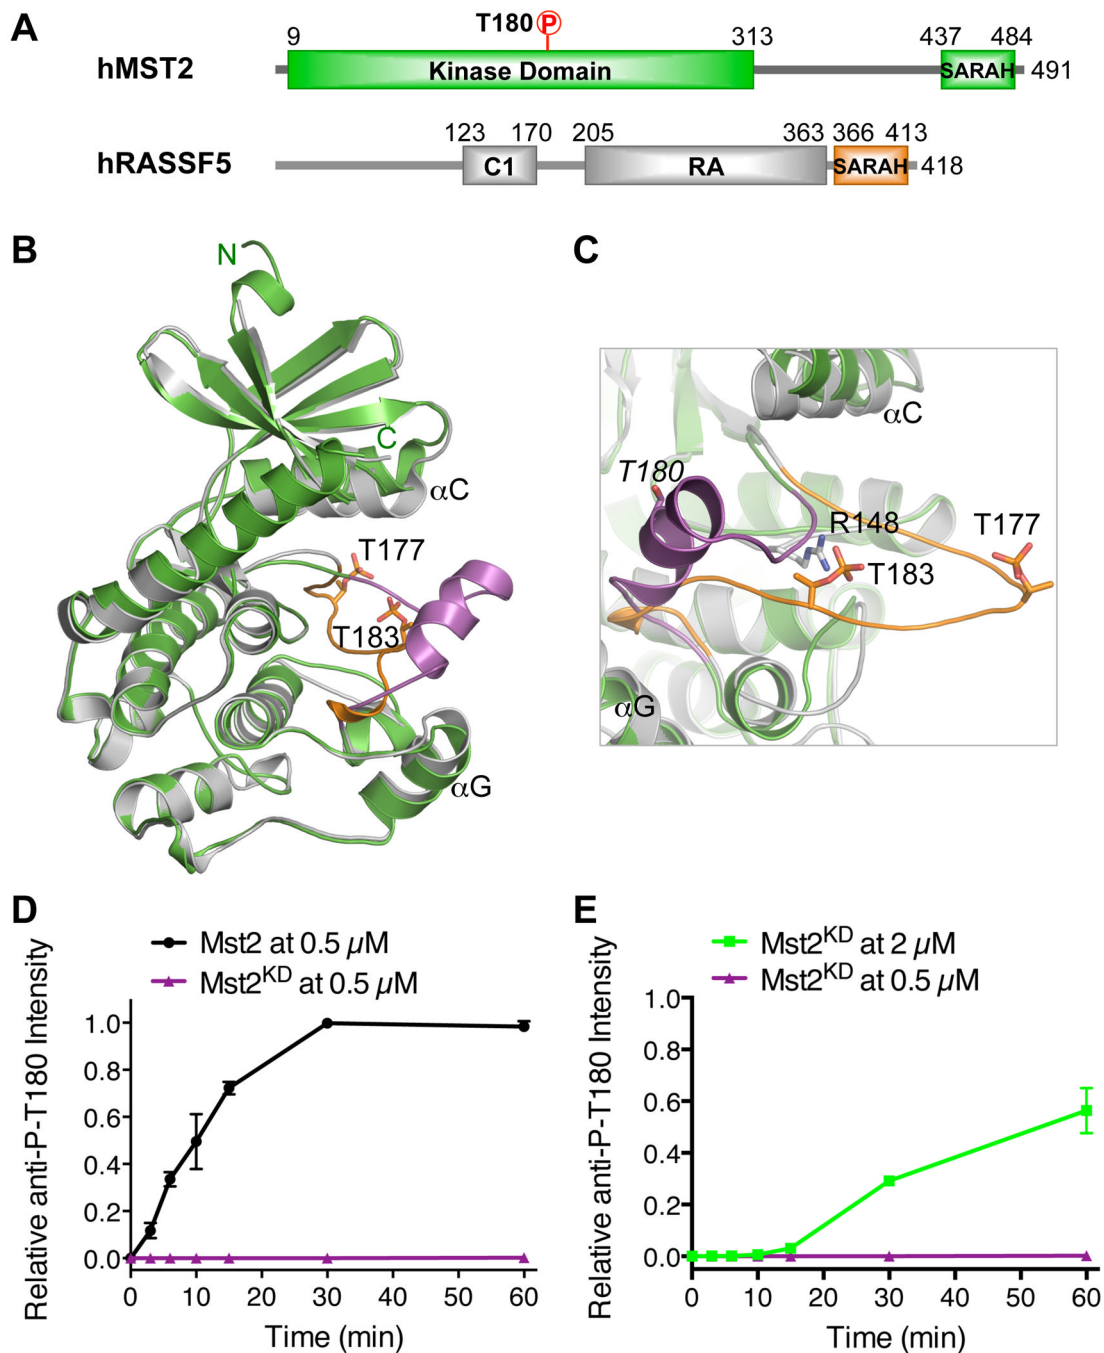 A
T180 P
9 313 437 484
hMST2 Kinase Domain SARAH 491
123 170 205 363 366 413
hRASSF5 C1 RA SARAH 418
B
N
C
αC
T177
T183
αG
C
αC
T180
R148
T177
T183
αG
D
Mst2 at 0.5 µM
Mst2KD at 0.5 µM
Relative anti-P-T180 Intensity
1.0
0.8
0.6
0.4
0.2
0.0
0 10 20 30 40 50 60
Time (min)
E
Mst2KD at 2 µM
Mst2KD at 0.5 µM
Relative anti-P-T180 Intensity
1.0
0.8
0.6
0.4
0.2
0.0
0 10 20 30 40 50 60
Time (min)